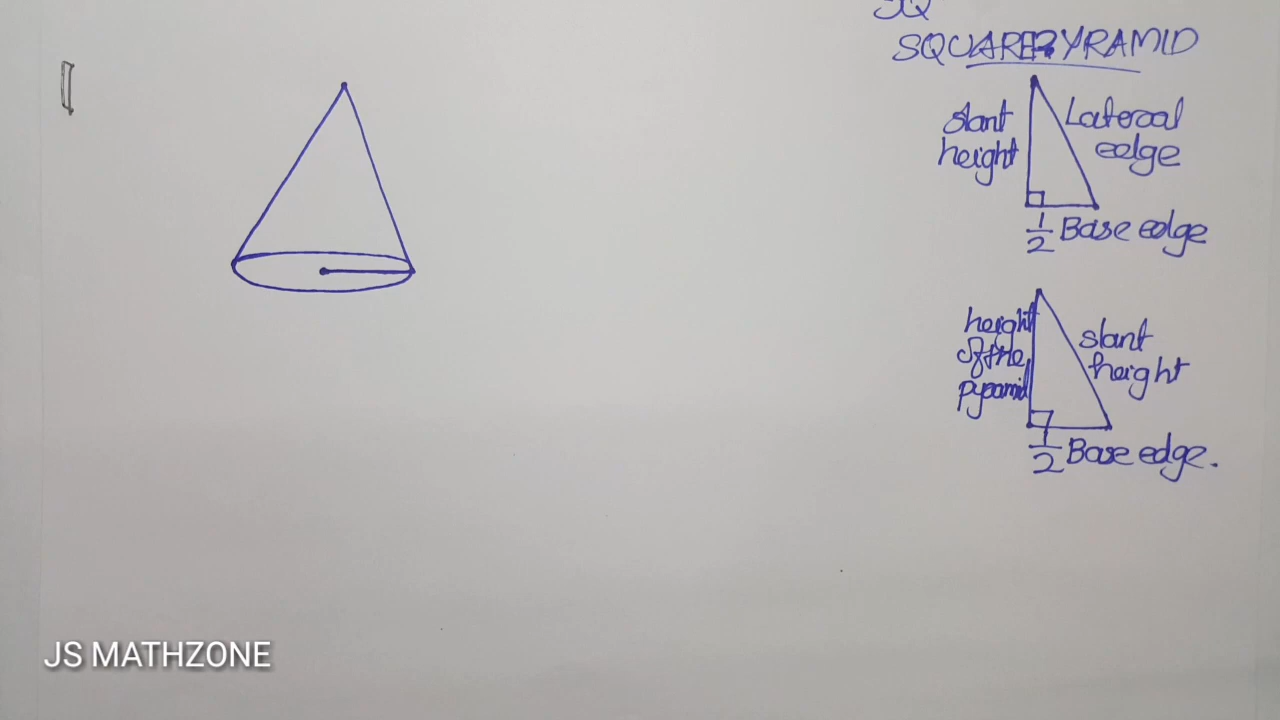 SQ
SQUARE PYRAMID
slant
height
Lateral
edge
1/2 Base edge
height
of the
pyramid
slant
height
1/2 Base edge.
JS MATHZONE